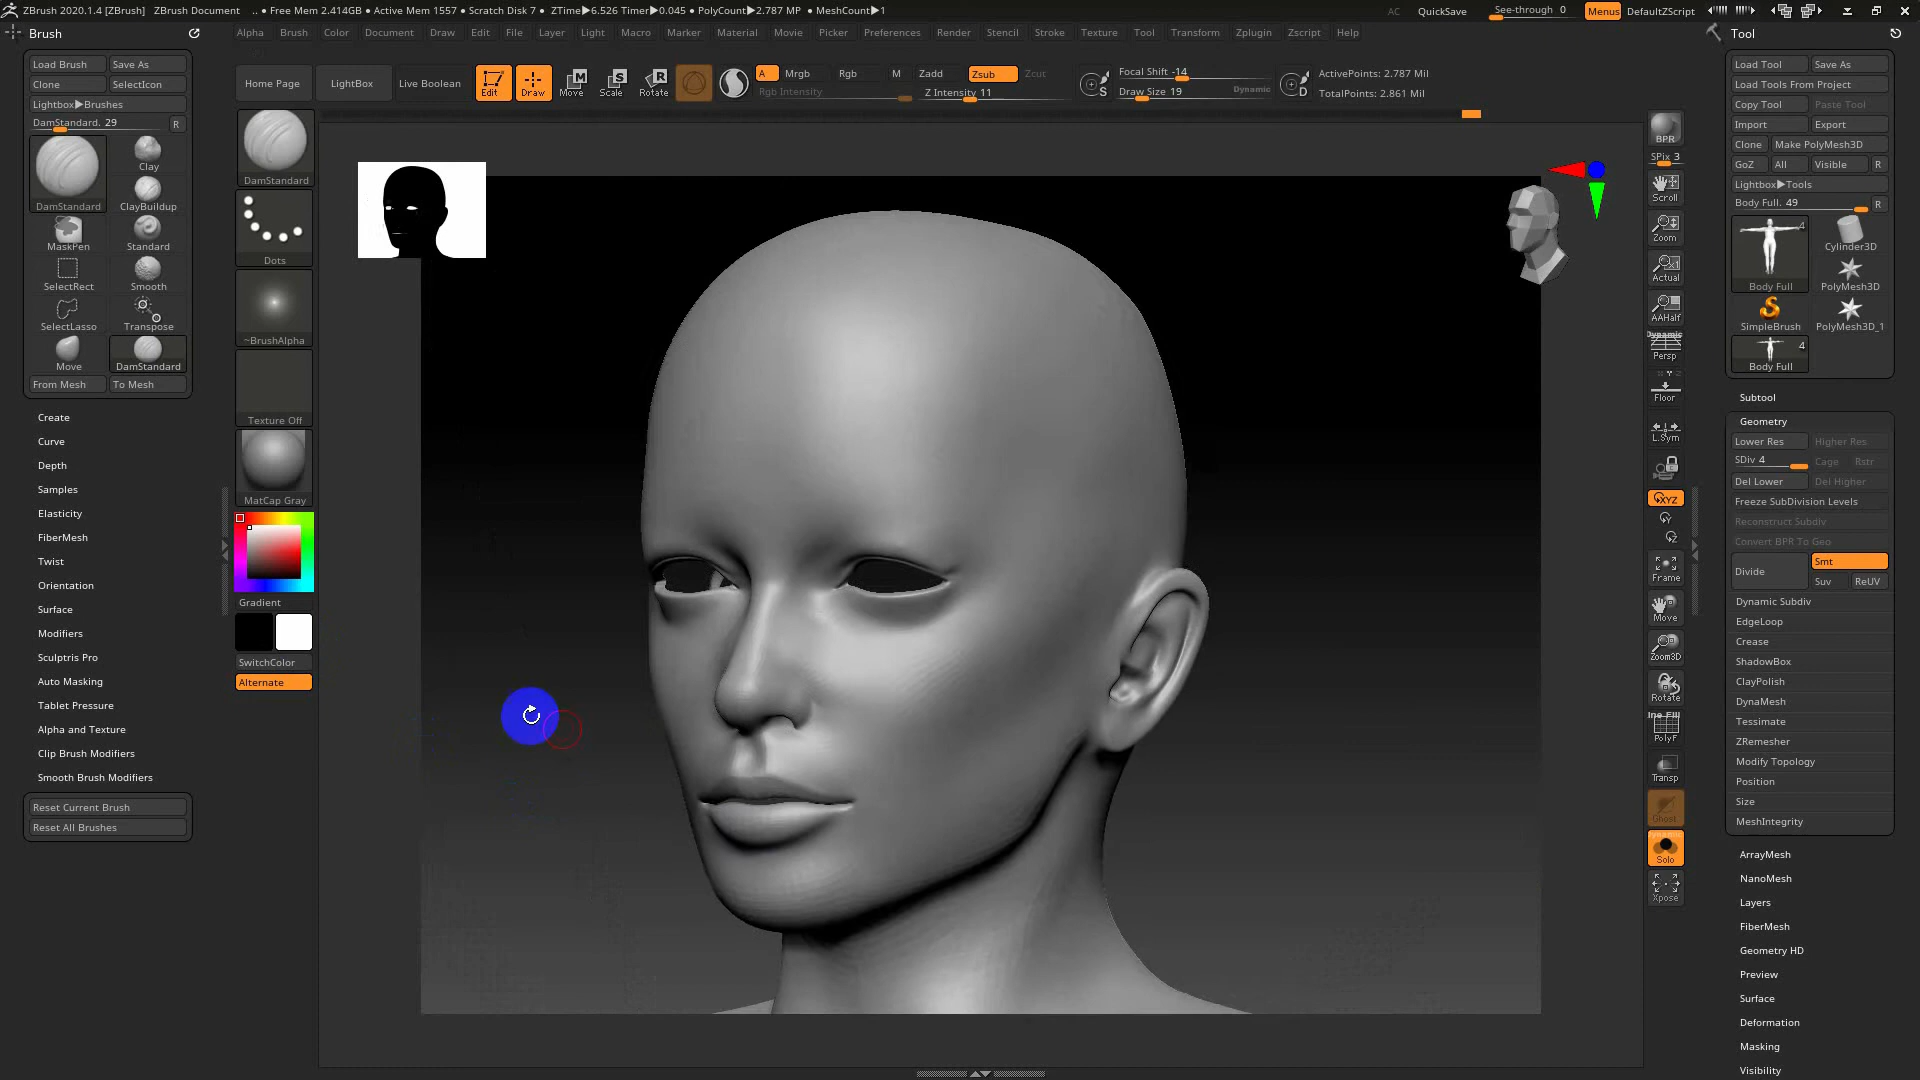 ZBrush 2020.1.4 [ZBrush] ZBrush Document .. ● Free Mem 2.414GB ● Active Mem 1557 ● Scratch Disk 7 ● ZTime▶6.526 Timer▶0.045 ● PolyCount▶2.787 MP ● MeshCount▶1 AC QuickSave See-through 0 Menus DefaultZScript
Brush
Alpha Brush Color Document Draw Edit File Layer Light Macro Marker Material Movie Picker Preferences Render Stencil Stroke Texture Tool Transform Zplugin Zscript Help
Tool
Load Brush Save As
Clone SelectIcon
Lightbox▶Brushes
DamStandard. 29 R
DamStandard
Clay
ClayBuildup
MaskPen
Standard
SelectRect
Smooth
SelectLasso
Transpose
Move
DamStandard
From Mesh To Mesh
Create
Curve
Depth
Samples
Elasticity
FiberMesh
Twist
Orientation
Surface
Modifiers
Sculptris Pro
Auto Masking
Tablet Pressure
Alpha and Texture
Clip Brush Modifiers
Smooth Brush Modifiers
Reset Current Brush
Reset All Brushes
Home Page LightBox Live Boolean Edit Draw Move Scale Rotate
M S R
A Mrgb Rgb M Zadd Zsub Zcut
Rgb Intensity Z Intensity 11
S Focal Shift -14
Draw Size 19 Dynamic
D ActivePoints: 2.787 Mil
TotalPoints: 2.861 Mil
DamStandard
Dots
~BrushAlpha
Texture Off
MatCap Gray
Gradient
SwitchColor
Alternate
BPR
SPix 3
Scroll
Zoom
Actual
AAHalf
Dynamic
Persp
Floor
L.Sym
XYZ
Y
Z
Frame
Move
Zoom3D
Rotate
Line Fill
PolyF
Transp
Ghost
Dynamic
Solo
Xpose
Load Tool Save As
Load Tools From Project
Copy Tool Paste Tool
Import Export
Clone Make PolyMesh3D
GoZ All Visible R
Lightbox▶Tools
Body Full. 49 R
4
Body Full
Cylinder3D
PolyMesh3D
SimpleBrush
PolyMesh3D_1
4
Body Full
Subtool
Geometry
Lower Res Higher Res
SDiv 4 Cage Rstr
Del Lower Del Higher
Freeze SubDivision Levels
Reconstruct Subdiv
Convert BPR To Geo
Divide Smt
Suv ReUV
Dynamic Subdiv
EdgeLoop
Crease
ShadowBox
ClayPolish
DynaMesh
Tessimate
ZRemesher
Modify Topology
Position
Size
MeshIntegrity
ArrayMesh
NanoMesh
Layers
FiberMesh
Geometry HD
Preview
Surface
Deformation
Masking
Visibility